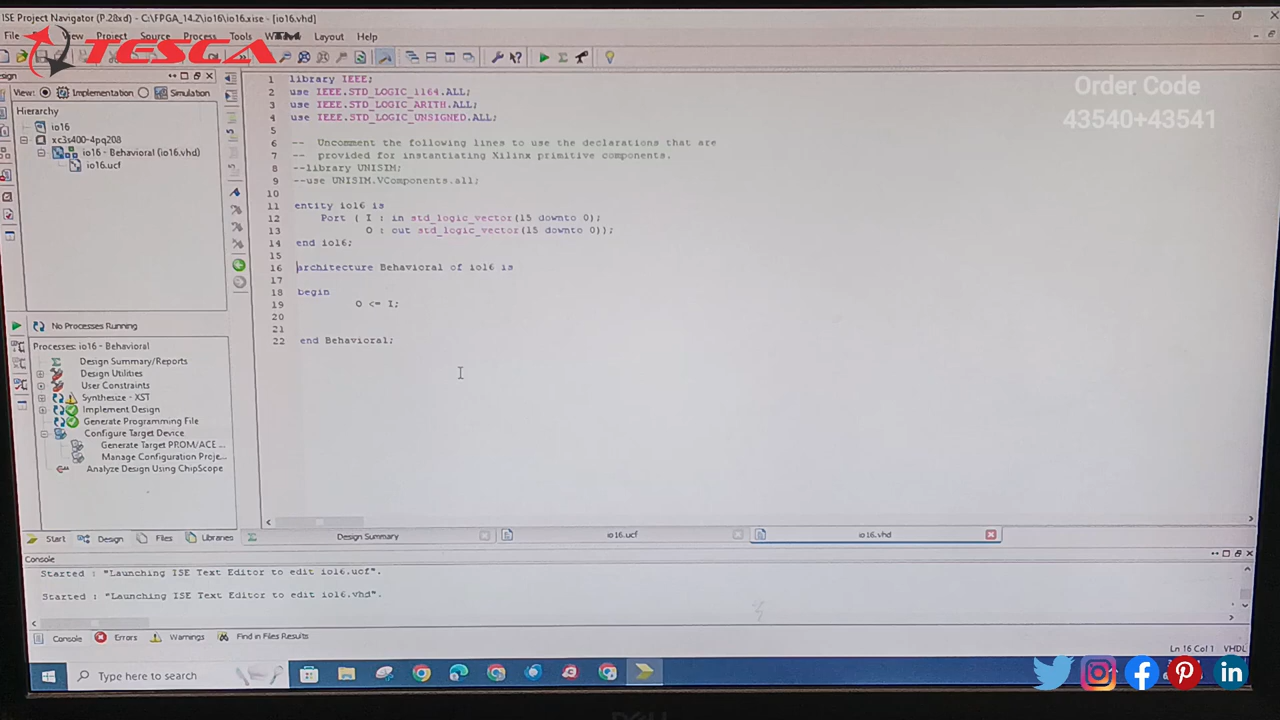 ISE Project Navigator (P.28xd) - C:\FPGA_14.2\io16\io16.xise - [io16.vhd]
File View Project Source Process Tools Layout Help
TESCA
TM
Order Code
43540+43541
View: Implementation Simulation
Hierarchy
io16
xc3s400-4pq208
io16 - Behavioral (io16.vhd)
io16.ucf
1 library IEEE;
2 use IEEE.STD_LOGIC_1164.ALL;
3 use IEEE.STD_LOGIC_ARITH.ALL;
4 use IEEE.STD_LOGIC_UNSIGNED.ALL;
5
6 -- Uncomment the following lines to use the declarations that are
7 -- provided for instantiating Xilinx primitive components.
8 --library UNISIM;
9 --use UNISIM.VComponents.all;
10
11 entity io16 is
12 Port ( I : in std_logic_vector(15 downto 0);
13 O : out std_logic_vector(15 downto 0));
14 end io16;
15
16 architecture Behavioral of io16 is
17
18 begin
19 O <= I;
20
21
22 end Behavioral;
No Processes Running
Processes: io16 - Behavioral
Design Summary/Reports
Design Utilities
User Constraints
Synthesize - XST
Implement Design
Generate Programming File
Configure Target Device
Generate Target PROM/ACE ...
Manage Configuration Proje...
Analyze Design Using ChipScope
Start Design Files Libraries
Design Summary io16.ucf io16.vhd
Console
Started : "Launching ISE Text Editor to edit io16.ucf".
Started : "Launching ISE Text Editor to edit io16.vhd".
Console Errors Warnings Find in Files Results
Ln 16 Col 1 VHDL
Type here to search